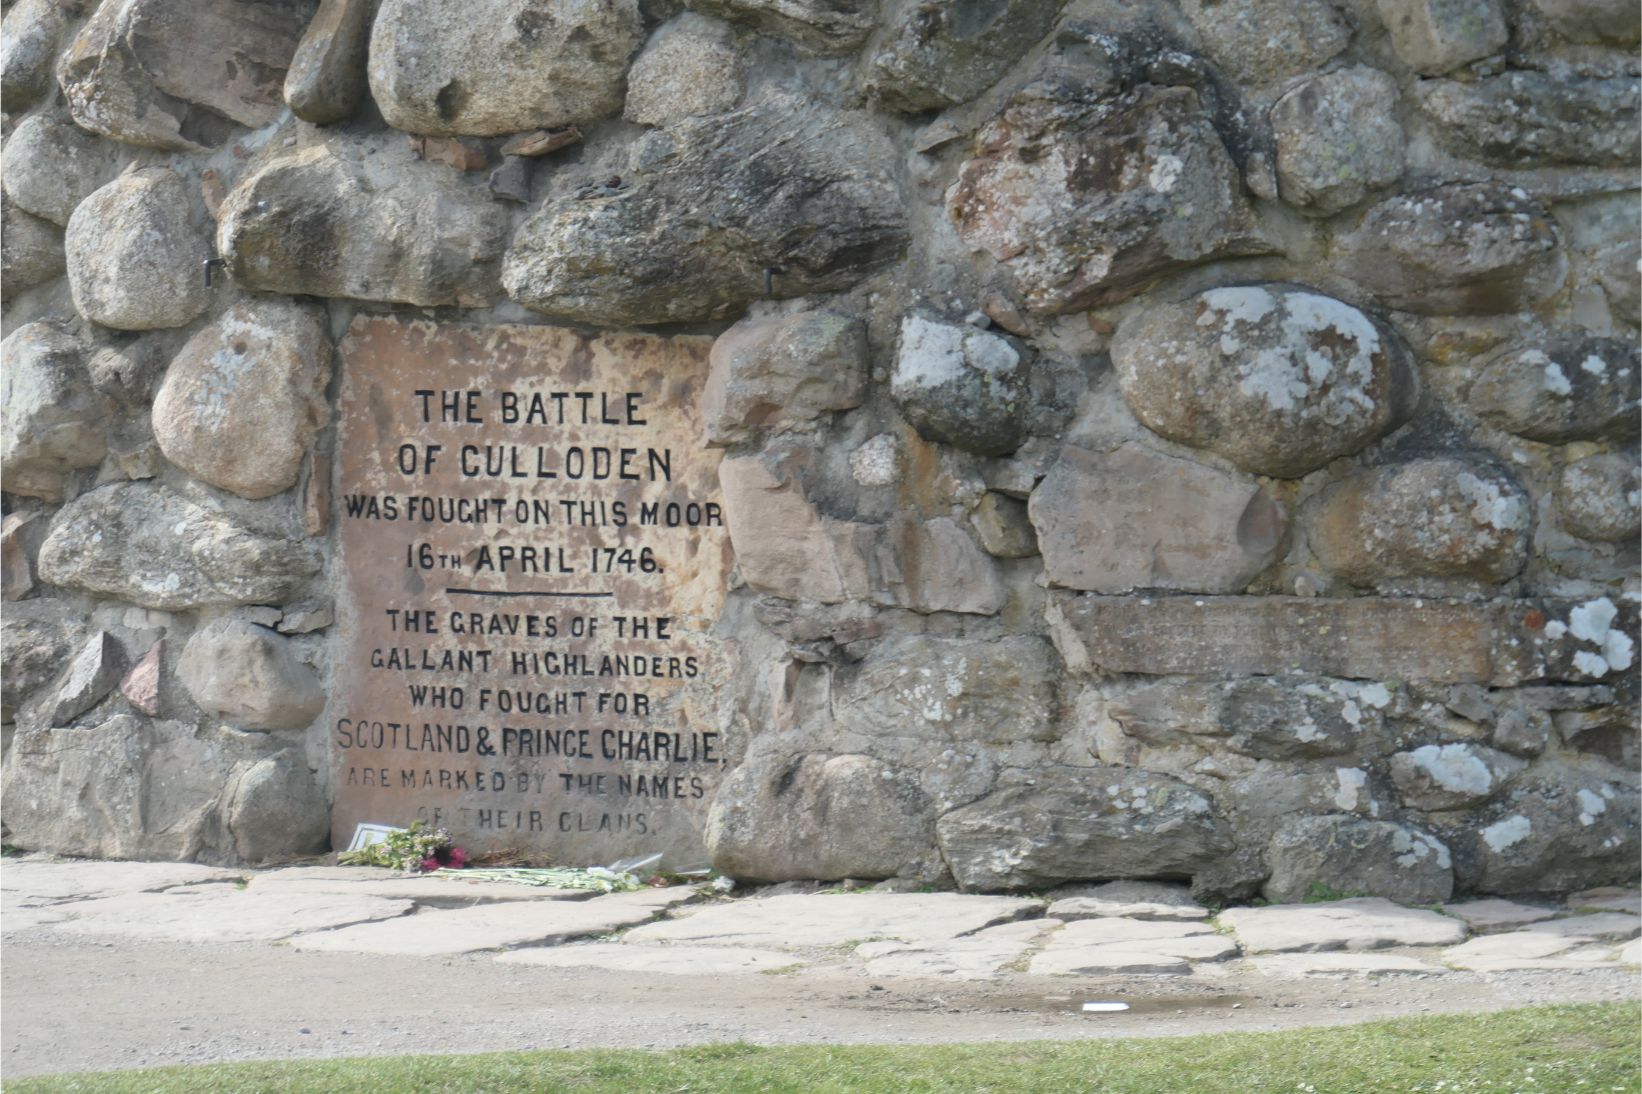 THE BATTLE
OF CULLODEN
WAS FOUGHT ON THIS MOOR
16TH APRIL 1746.
THE GRAVES OF THE
GALLANT HIGHLANDERS
WHO FOUGHT FOR
SCOTLAND & PRINCE CHARLIE,
ARE MARKED BY THE NAMES
OF THEIR CLANS.